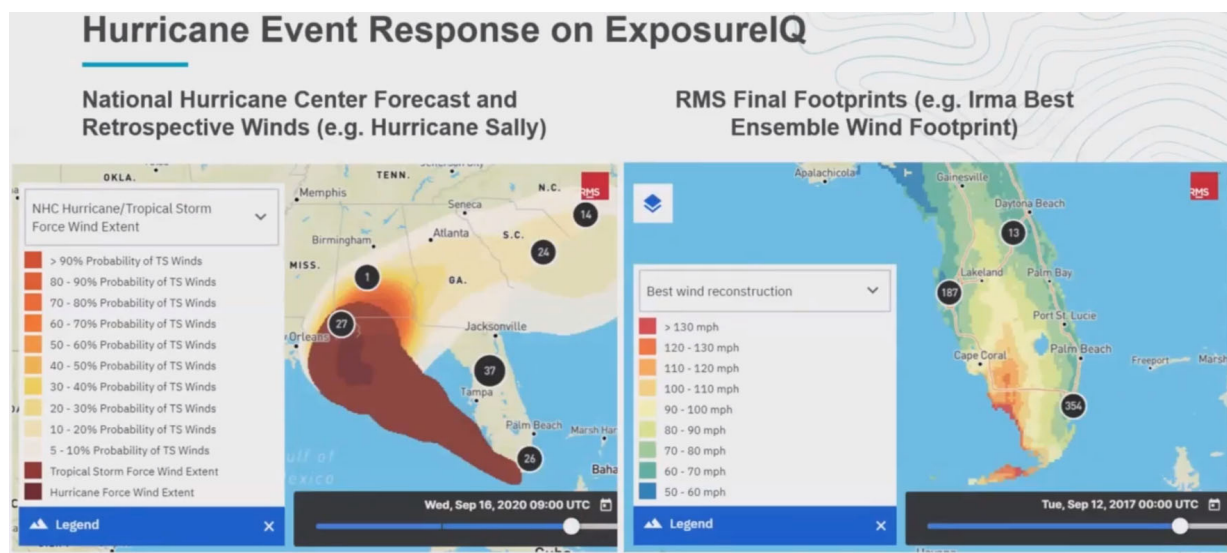 Hurricane Event Response on ExposureIQ
National Hurricane Center Forecast and
Retrospective Winds (e.g. Hurricane Sally)
OKLA.
TENN.
N.C.
RMS
Memphis
Seneca
14
NHC Hurricane/Tropical Storm
Force Wind Extent
Birmingham
Atlanta
S.C.
24
MISS.
1
GA.
> 90% Probability of TS Winds
80 - 90% Probability of TS Winds
70 - 80% Probability of TS Winds
60 - 70% Probability of TS Winds
50 - 60% Probability of TS Winds
40 - 50% Probability of TS Winds
30 - 40% Probability of TS Winds
20 - 30% Probability of TS Winds
10 - 20% Probability of TS Winds
5 - 10% Probability of TS Winds
Tropical Storm Force Wind Extent
Hurricane Force Wind Extent
27
Orleans
Jacksonville
37
Tampa
Palm Beach
Marsh Har
26
Baha
Wed, Sep 16, 2020 09:00 UTC
Legend
RMS Final Footprints (e.g. Irma Best
Ensemble Wind Footprint)
Apalachicola
Gainesville
RMS
Daytona Beach
13
Lakeland
Palm Bay
187
Port St. Lucie
Cape Coral
Palm Beach
Freeport
Marsh
354
Best wind reconstruction
> 130 mph
120 - 130 mph
110 - 120 mph
100 - 110 mph
90 - 100 mph
80 - 90 mph
70 - 80 mph
60 - 70 mph
50 - 60 mph
Tue, Sep 12, 2017 00:00 UTC
Legend